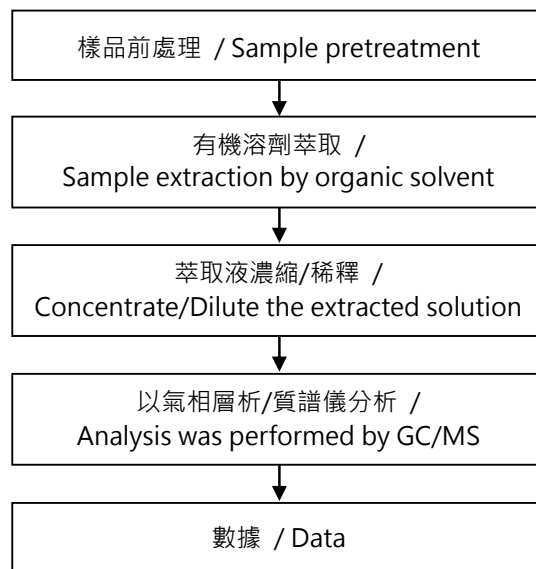 樣品前處理 / Sample pretreatment
有機溶劑萃取 /
Sample extraction by organic solvent
萃取液濃縮/稀釋 /
Concentrate/Dilute the extracted solution
以氣相層析/質譜儀分析 /
Analysis was performed by GC/MS
數據 / Data